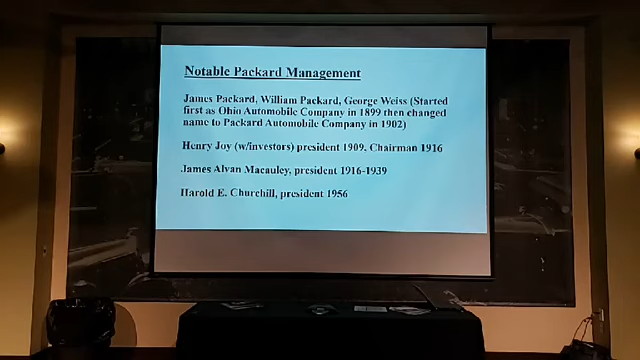 Notable Packard Management
James Packard, William Packard, George Weiss (Started
first as Ohio Automobile Company in 1899 then changed
name to Packard Automobile Company in 1902)
Henry Joy (w/investors) president 1909, Chairman 1916
James Alvan Macauley, president 1916-1939
Harold E. Churchill, president 1956